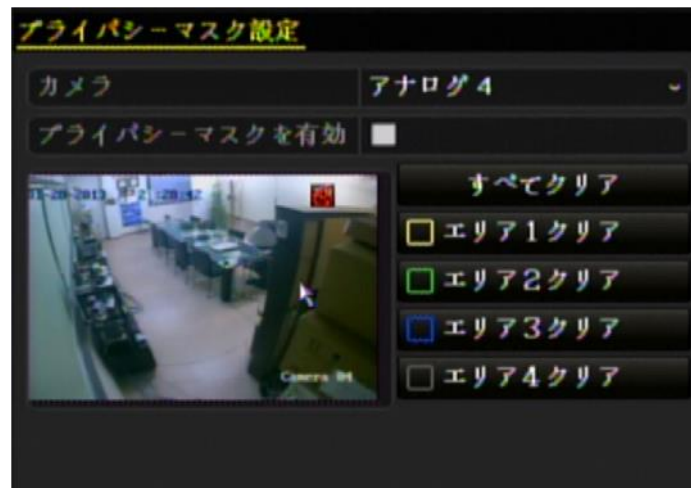 プライバシーマスク設定
カメラ
アナログ 4
プライバシーマスクを有効
すべてクリア
エリア1クリア
エリア2クリア
エリア3クリア
エリア4クリア
Camera 04